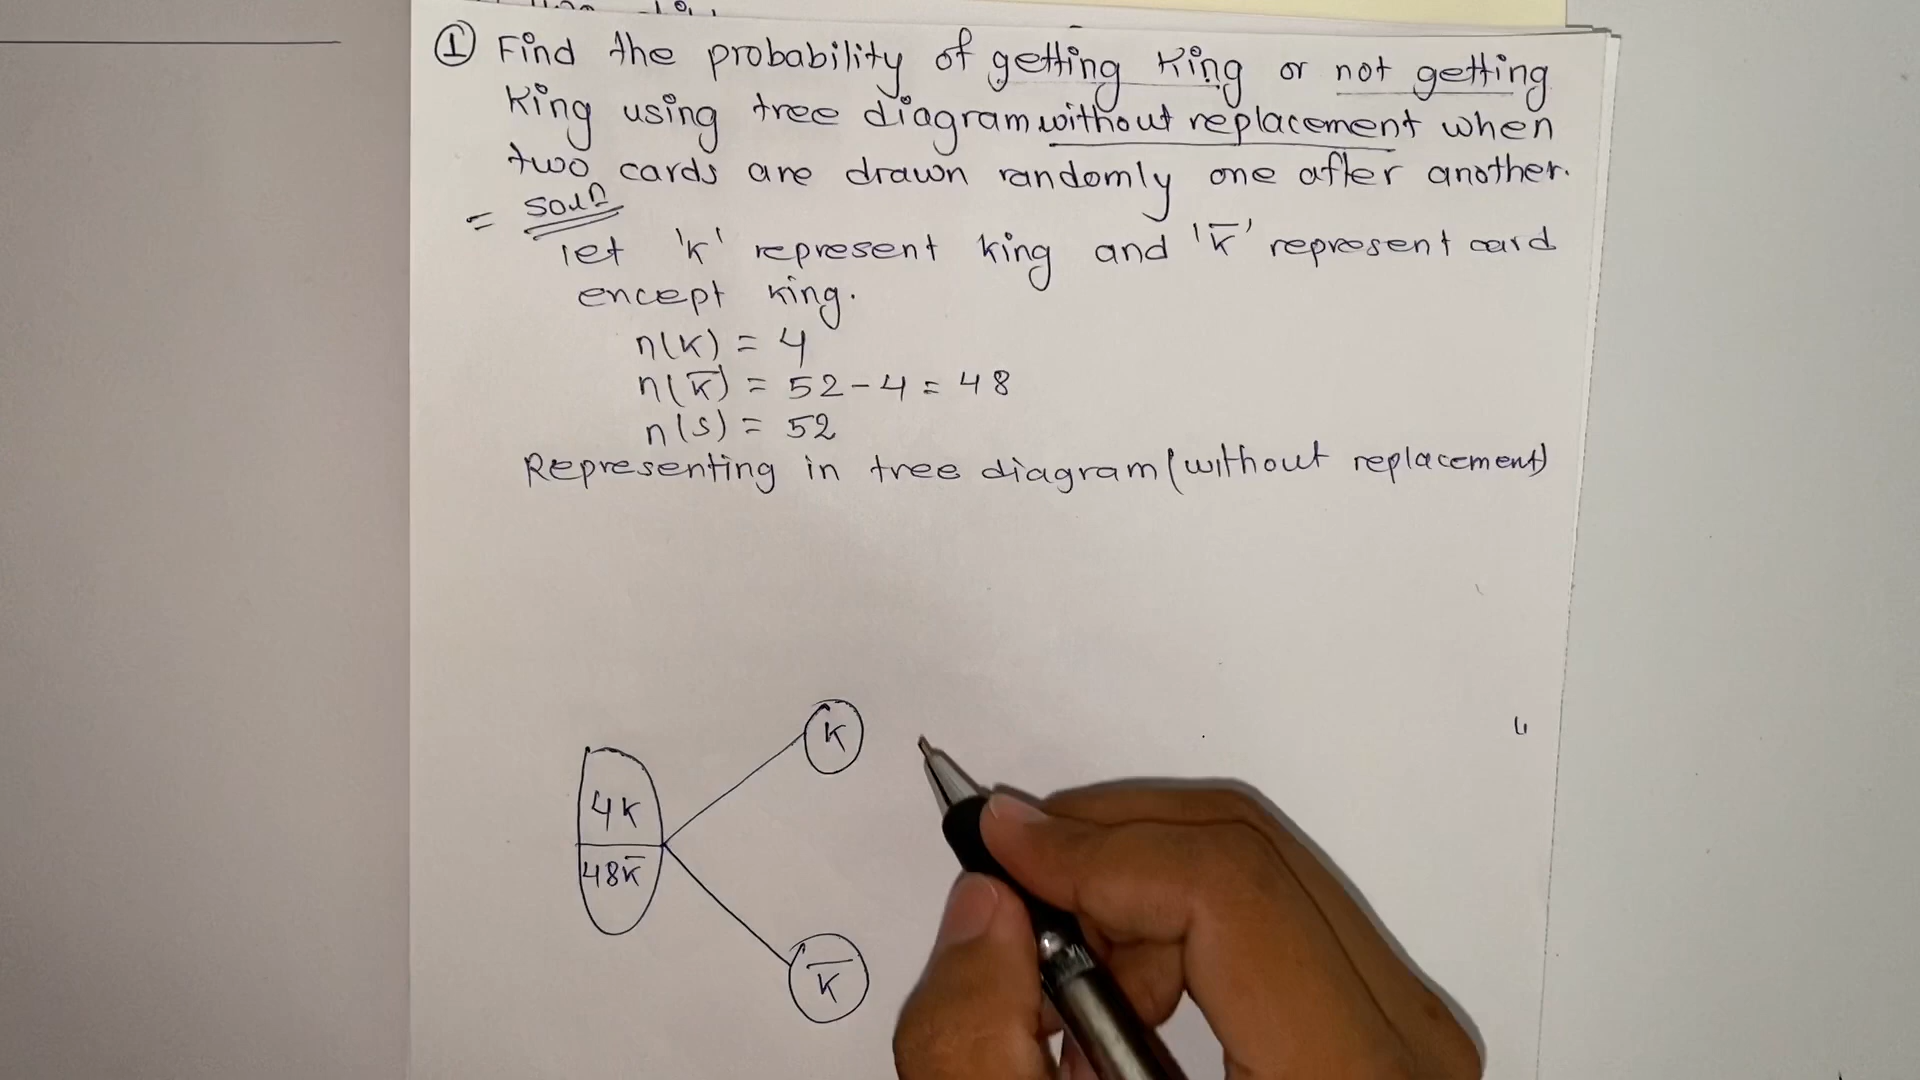 ① Find the probability of getting King or not getting
King using tree diagram without replacement when
two cards are drawn randomly one after another.
= Solⁿ
let 'K' represent king and 'K̅' represent card
encept king.
n(K) = 4
n(K̅) = 52 - 4 = 48
n(S) = 52
Representing in tree diagram (without replacement)
K
4K
48K̅
K̅